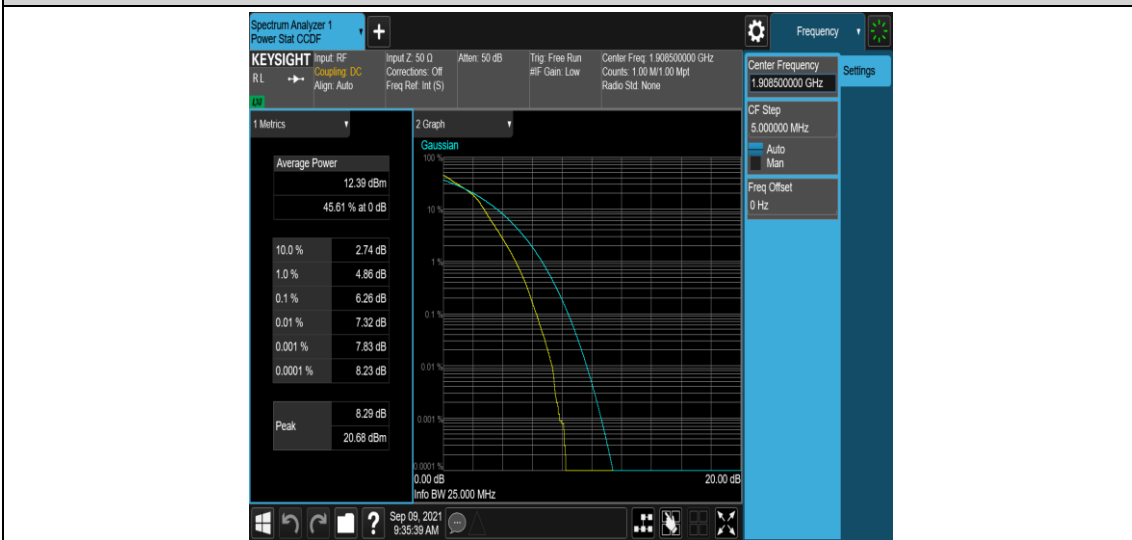 Spectrum Analyzer 1
Power Stat CCDF
+
Frequency
KEYSIGHT
RL
LXI
Input: RF
Coupling: DC
Align: Auto
Input Z: 50 Ω
Corrections: Off
Freq Ref: Int (S)
Atten: 50 dB
Trig: Free Run
#IF Gain: Low
Center Freq: 1.908500000 GHz
Counts: 1.00 M/1.00 Mpt
Radio Std: None
Center Frequency
1.908500000 GHz
Settings
CF Step
5.000000 MHz
Auto
Man
Freq Offset
0 Hz
1 Metrics
Average Power
12.39 dBm
45.61 % at 0 dB
10.0 % 2.74 dB
1.0 % 4.86 dB
0.1 % 6.26 dB
0.01 % 7.32 dB
0.001 % 7.83 dB
0.0001 % 8.23 dB
Peak 8.29 dB
20.68 dBm
2 Graph
Gaussian
100 %
10 %
1 %
0.1 %
0.01 %
0.001 %
0.0001 %
0.00 dB 20.00 dB
Info BW 25.000 MHz
?
Sep 09, 2021
9:35:39 AM